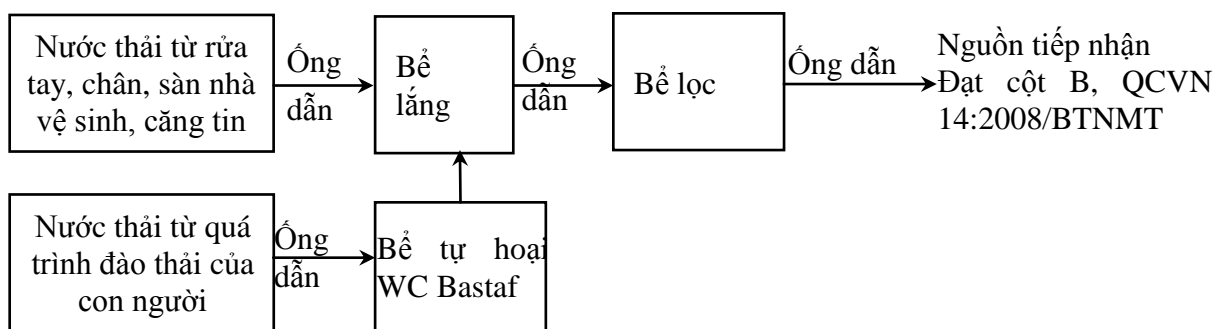 Nước thải từ rửa
tay, chân, sàn nhà
vệ sinh, căng tin
Ống
dẫn
Bể
lắng
Ống
dẫn
Bể lọc
Ống dẫn
Nguồn tiếp nhận
Đạt cột B, QCVN
14:2008/BTNMT
Nước thải từ quá
trình đào thải của
con người
Ống
dẫn
Bể tự hoại
WC Bastaf